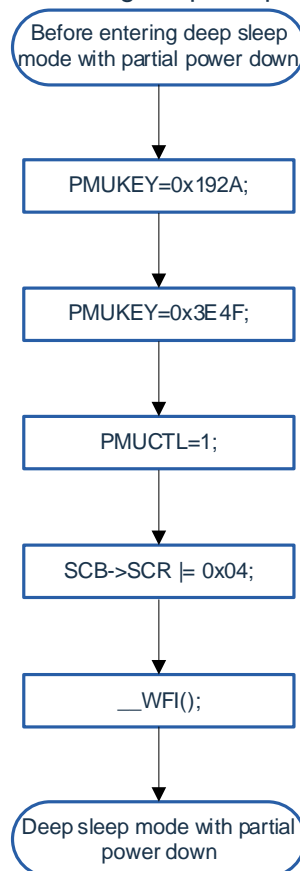 Before entering deep sleep
mode with partial power down
PMUKEY=0x192A;
PMUKEY=0x3E4F;
PMUCTL=1;
SCB->SCR |= 0x04;
__WFI();
Deep sleep mode with partial
power down